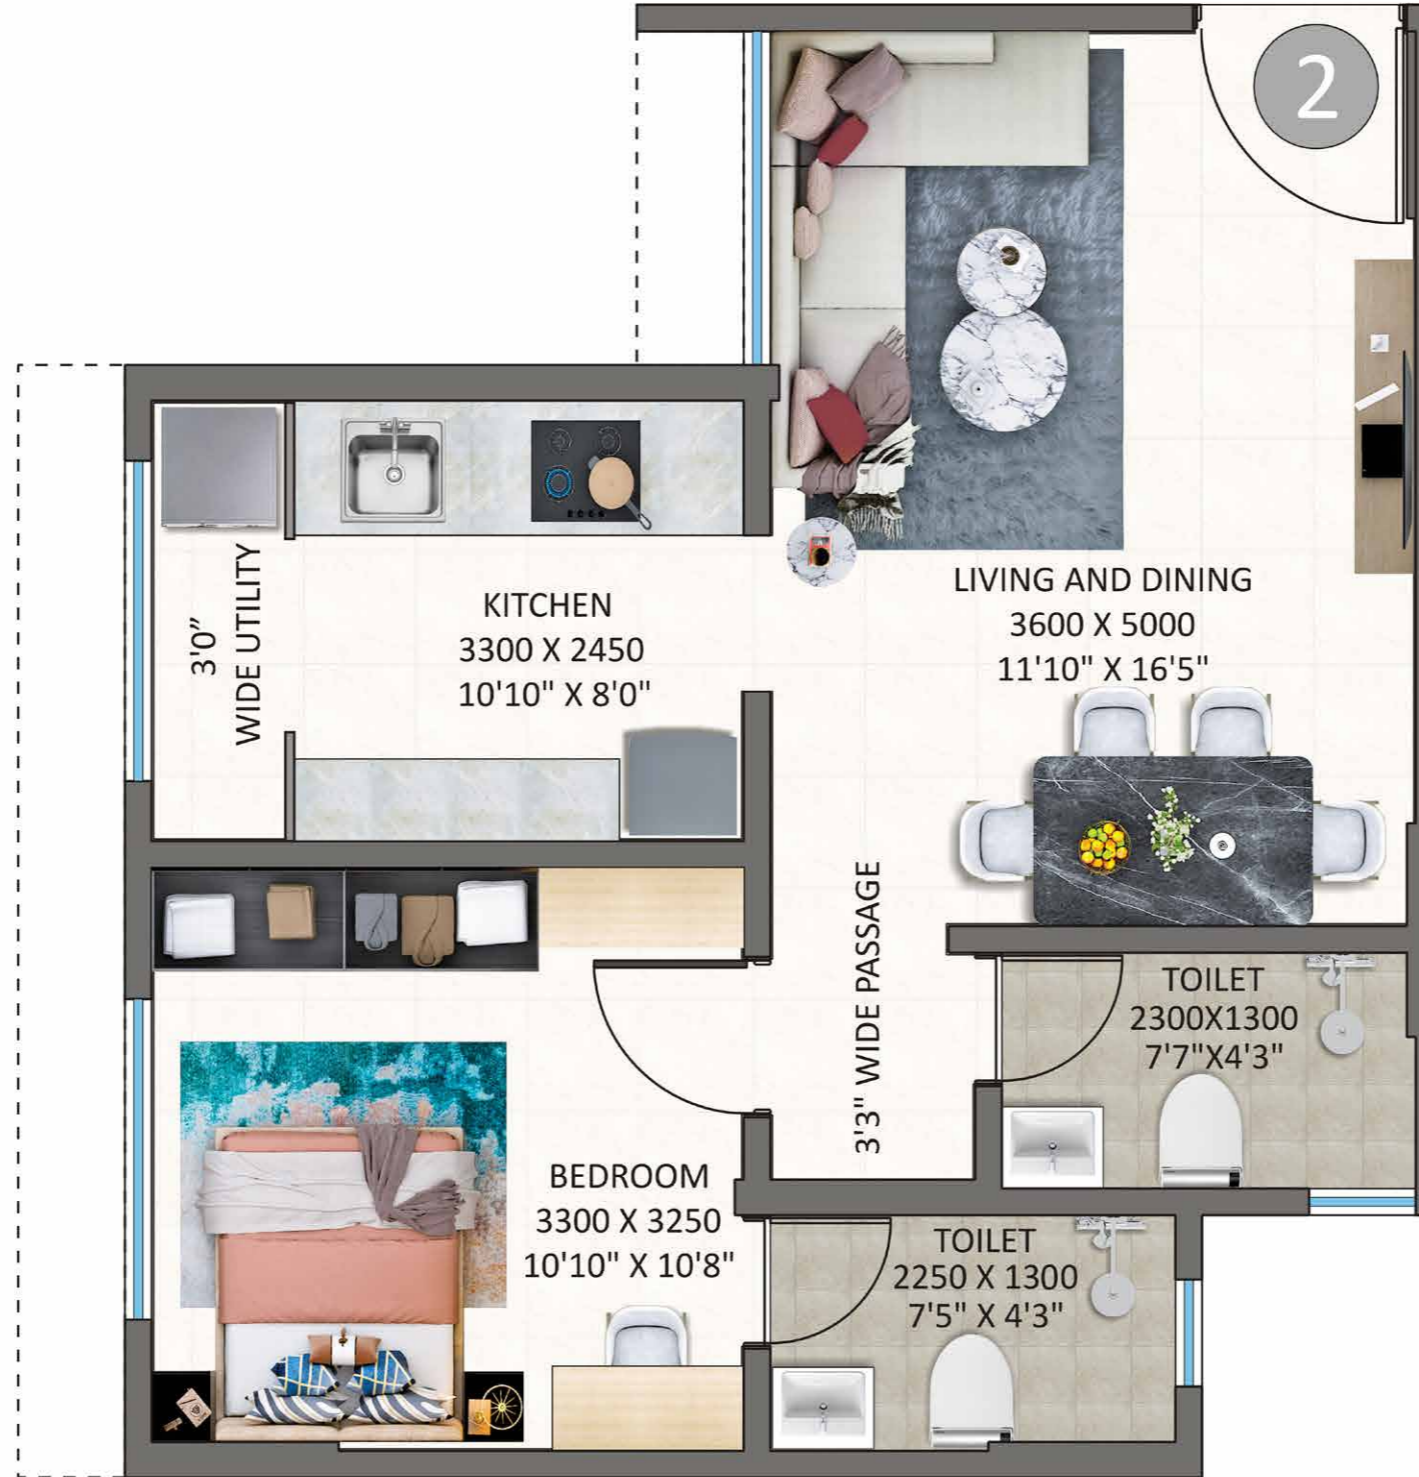 2
LIVING AND DINING
3600 X 5000
11'10" X 16'5"
KITCHEN
3300 X 2450
10'10" X 8'0"
3'0”
WIDE UTILITY
3'3" WIDE PASSAGE
TOILET
2300X1300
7'7"X4'3"
BEDROOM
3300 X 3250
10'10" X 10'8"
TOILET
2250 X 1300
7'5" X 4'3"